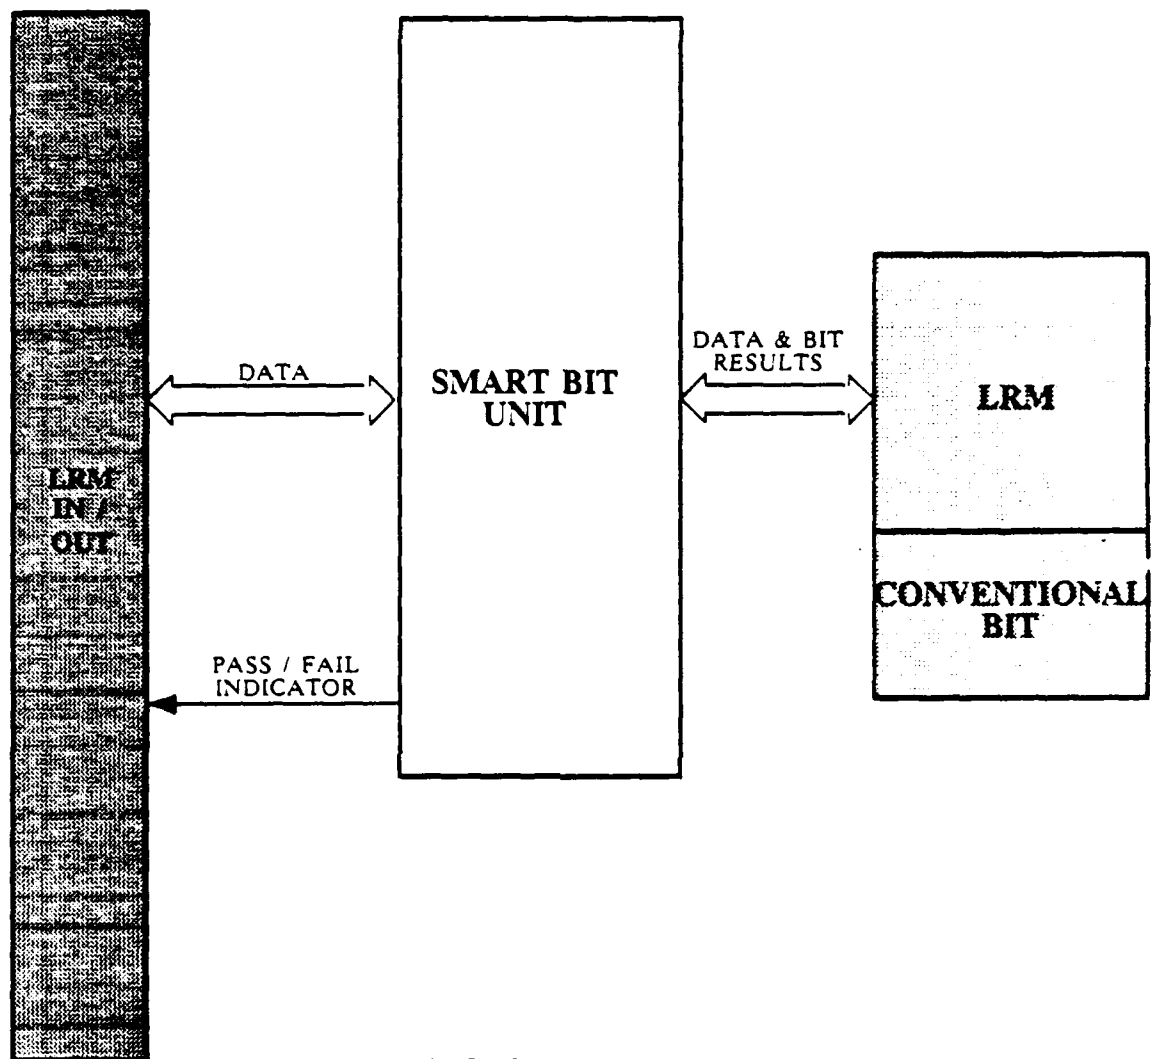 DATA
SMART BIT
UNIT
DATA & BIT
RESULTS
LRM
LRM
IN /
OUT
CONVENTIONAL
BIT
PASS / FAIL
INDICATOR